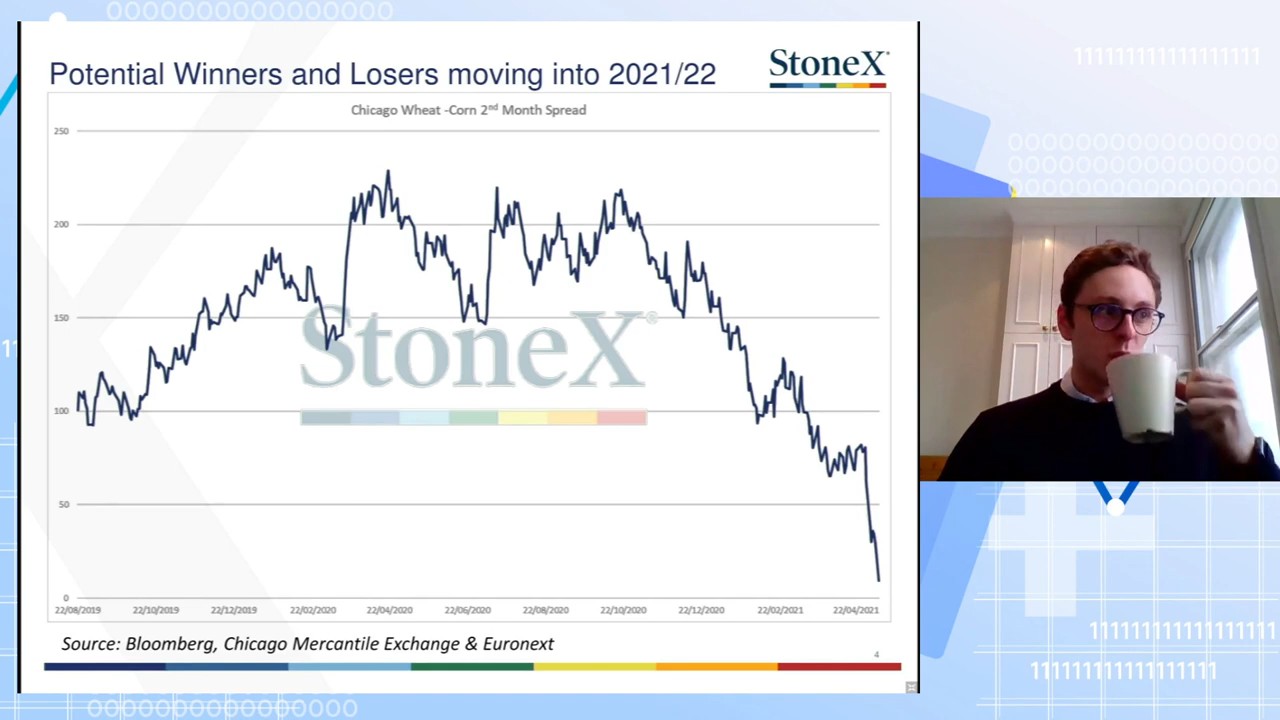 OOOOOOOOOOOOOOOOOO
Potential Winners and Losers moving into 2021/22
StoneX®
1111111111111111111
Chicago Wheat -Corn 2nd Month Spread
250
200
150
100
50
0
StoneX®
22/08/2019 22/10/2019 22/12/2019 22/02/2020 22/04/2020 22/06/2020 22/08/2020 22/10/2020 22/12/2020 22/02/2021 22/04/2021
Source: Bloomberg, Chicago Mercantile Exchange & Euronext
4